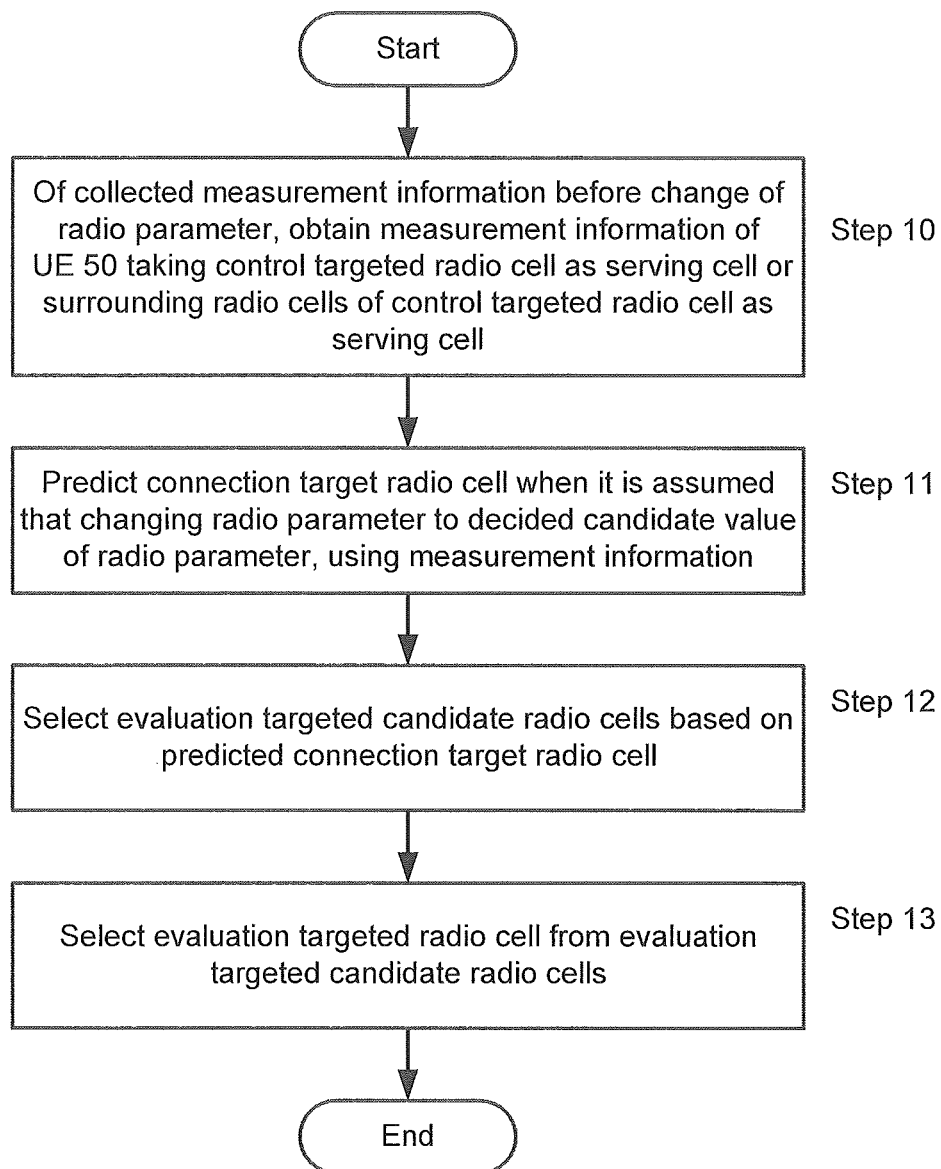 Start
Of collected measurement information before change of
radio parameter, obtain measurement information of
UE 50 taking control targeted radio cell as serving cell or
surrounding radio cells of control targeted radio cell as
serving cell
Step 10
Predict connection target radio cell when it is assumed
that changing radio parameter to decided candidate value
of radio parameter, using measurement information
Step 11
Select evaluation targeted candidate radio cells based on
predicted connection target radio cell
Step 12
Select evaluation targeted radio cell from evaluation
targeted candidate radio cells
Step 13
End